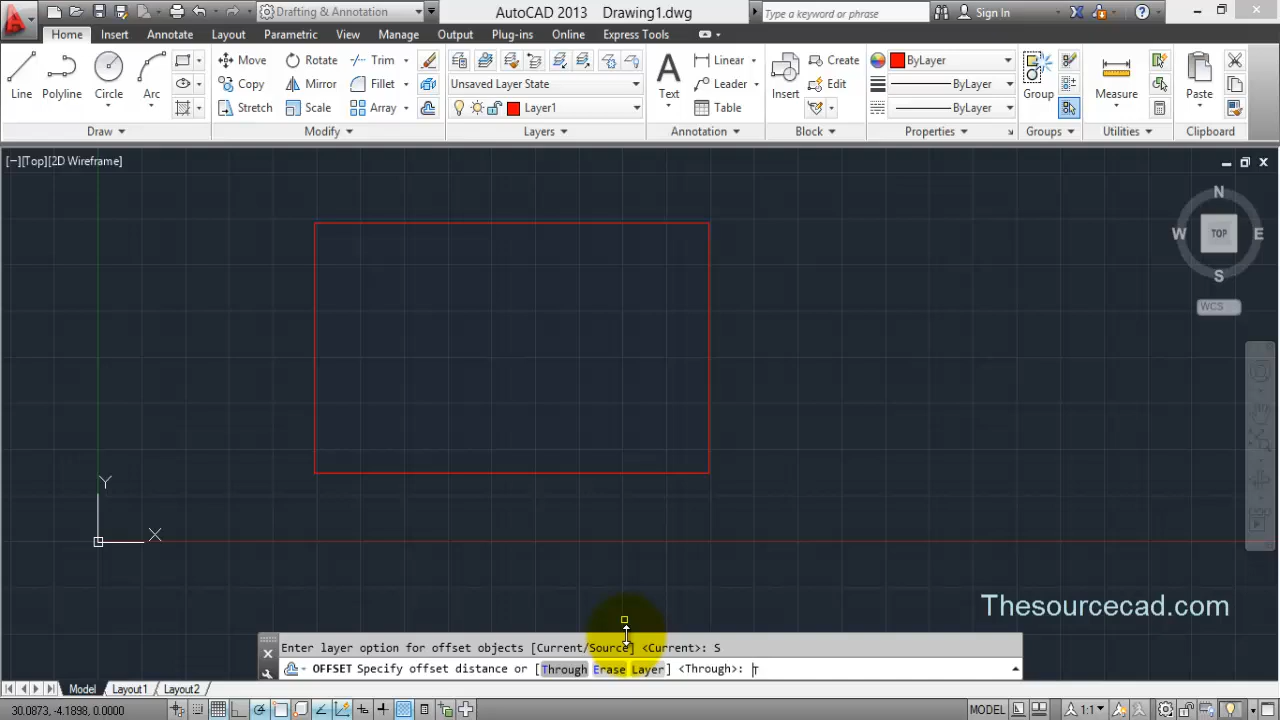 AutoCAD 2013 Drawing1.dwg
Drafting & Annotation
Type a keyword or phrase
Sign In
Home Insert Annotate Layout Parametric View Manage Output Plug-ins Online Express Tools
Line
Polyline
Circle
Arc
Draw
Move
Rotate
Trim
Copy
Mirror
Fillet
Stretch
Scale
Array
Modify
Unsaved Layer State
Layer1
Layers
Text
Linear
Leader
Table
Annotation
Insert
Create
Edit
Block
ByLayer
ByLayer
ByLayer
Properties
Group
Groups
Measure
Utilities
Paste
Clipboard
[−][Top][2D Wireframe]
N
W
TOP
E
S
WCS
Y
X
Thesourcecad.com
Enter layer option for offset objects [Current/Source] <Current>: S
OFFSET Specify offset distance or [Through Erase Layer] <Through>: T
Model Layout1 Layout2
30.0873, -4.1898, 0.0000
MODEL
1:1